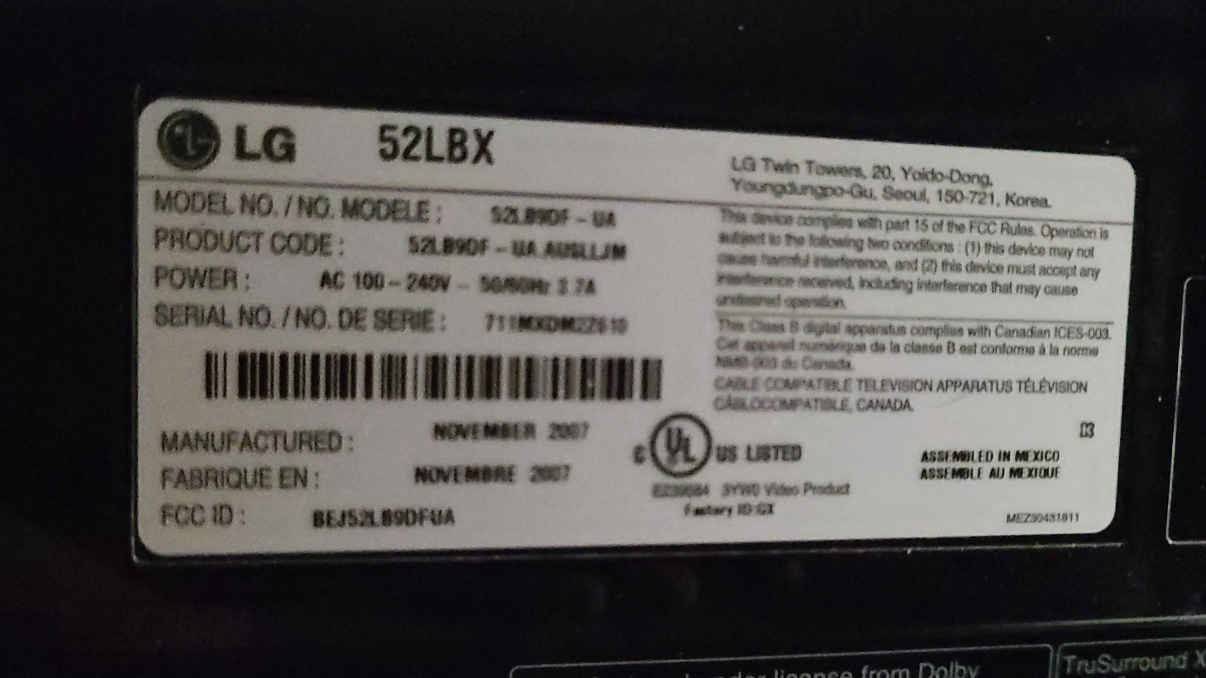 LG 52LBX
LG Twin Towers, 20, Yoido-Dong,
Youngdungpo-Gu, Seoul, 150-721, Korea.
MODEL NO. / NO. MODELE : 52LB9DF - UA
PRODUCT CODE : 52LB9DF - UA.AUSLLJM
POWER : AC 100 - 240V ~ 50/60Hz 3.7A
SERIAL NO. / NO. DE SERIE :
MANUFACTURED : NOVEMBER 2007
FABRIQUE EN : NOVEMBRE 2007
FCC ID : BEJ52LB9DFUA
This device complies with part 15 of the FCC Rules. Operation is
subject to the following two conditions : (1) this device may not
cause harmful interference, and (2) this device must accept any
interference received, including interference that may cause
undesired operation.
This Class B digital apparatus complies with Canadian ICES-003.
Cet appareil numérique de la classe B est conforme à la norme
NMB-003 du Canada.
CABLE COMPATIBLE TELEVISION APPARATUS TÉLÉVISION
CÂBLOCOMPATIBLE, CANADA.
03
C UL US LISTED
3YW0 Video Product
Factory ID:GX
ASSEMBLED IN MEXICO
ASSEMBLE AU MEXIQUE
license from Dolby
TruSurround X